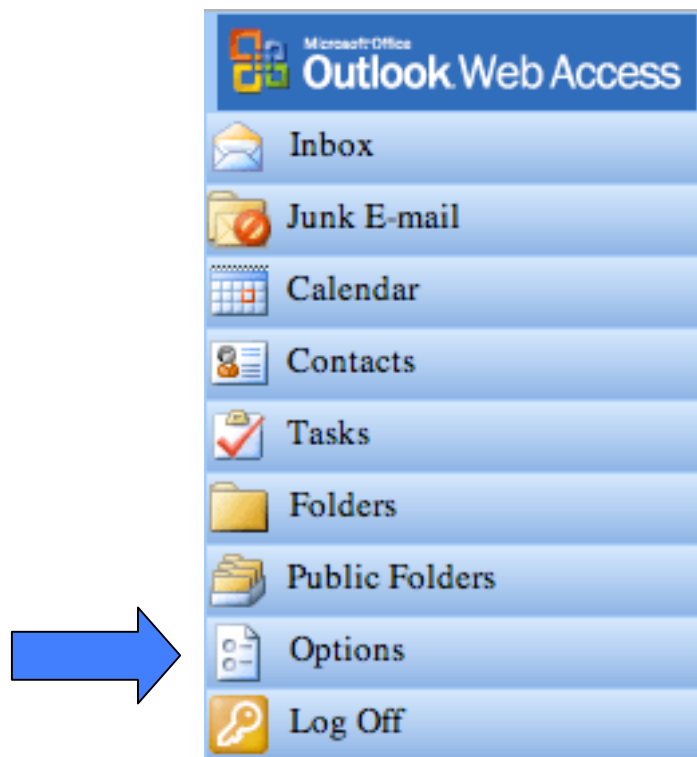 Microsoft Office
Outlook Web Access
Inbox
Junk E-mail
Calendar
Contacts
Tasks
Folders
Public Folders
Options
Log Off